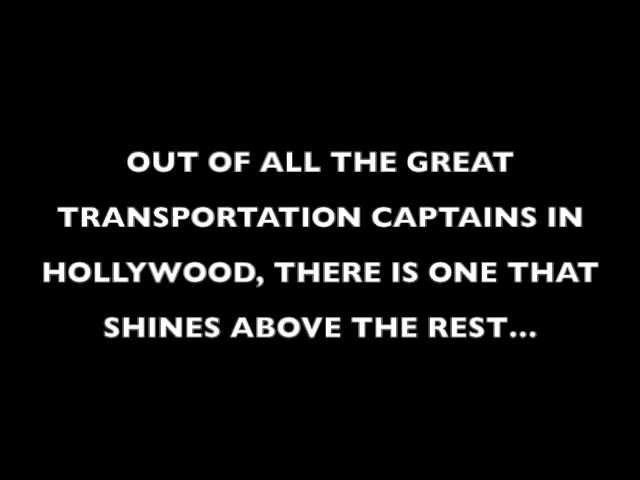 OUT OF ALL THE GREAT
TRANSPORTATION CAPTAINS IN
HOLLYWOOD, THERE IS ONE THAT
SHINES ABOVE THE REST...